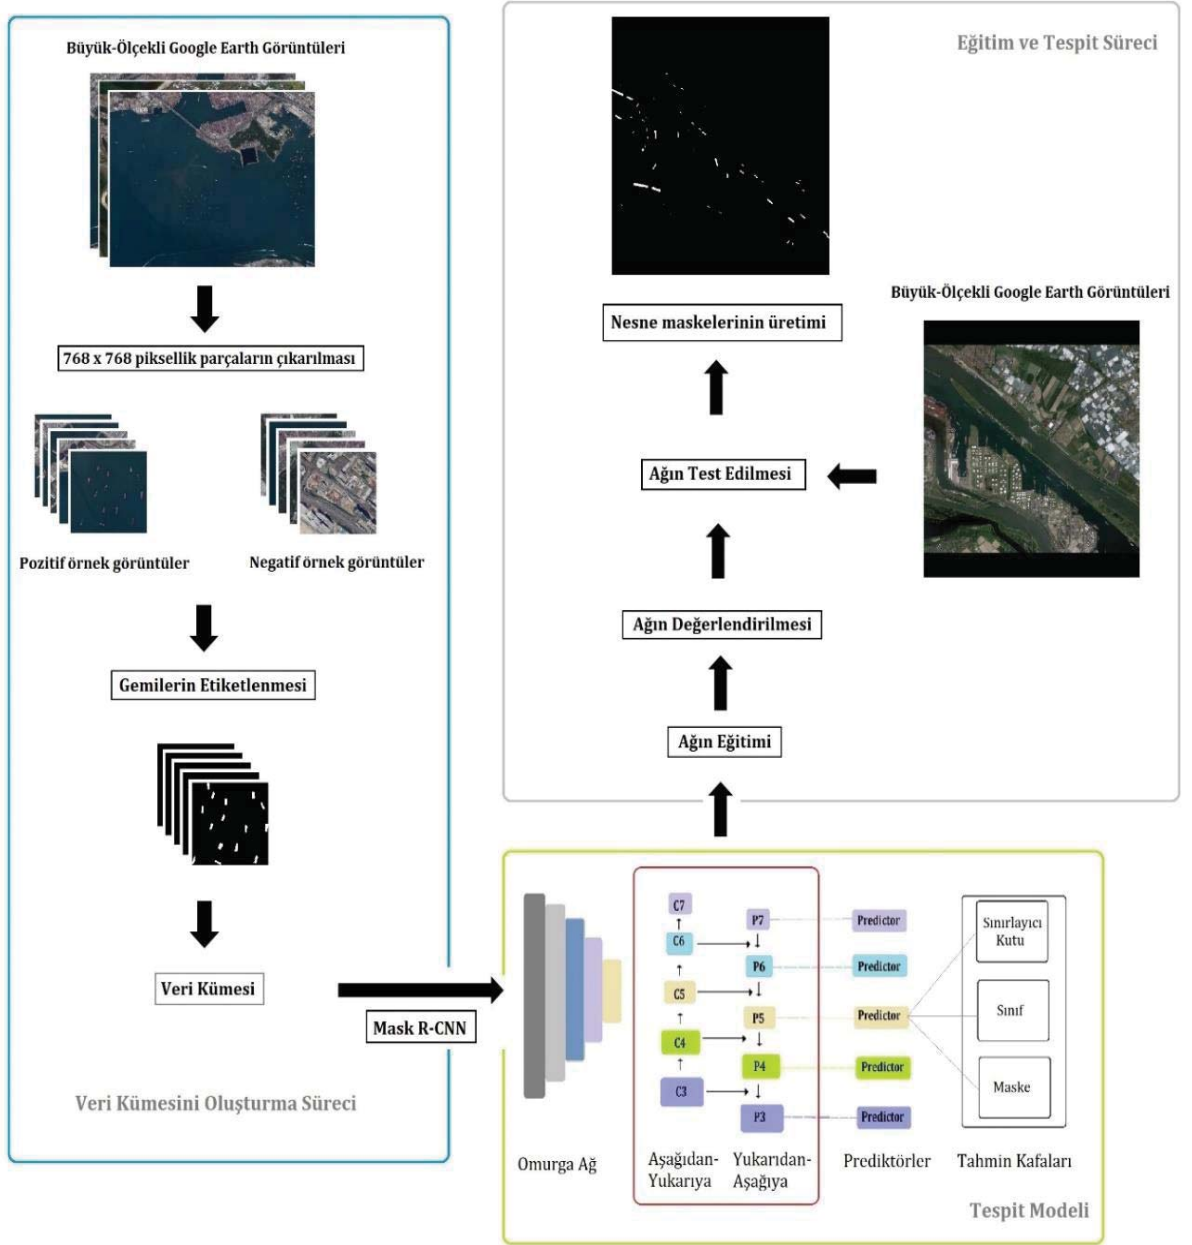 Büyük-Ölçekli Google Earth Görüntüleri
768 x 768 piksellik parçaların çıkarılması
Pozitif örnek görüntüler
Negatif örnek görüntüler
Gemilerin Etiketlenmesi
Veri Kümesi
Veri Kümesini Oluşturma Süreci
Mask R-CNN
Eğitim ve Tespit Süreci
Nesne maskelerinin üretimi
Büyük-Ölçekli Google Earth Görüntüleri
Ağın Test Edilmesi
Ağın Değerlendirilmesi
Ağın Eğitimi
C7
C6
C5
C4
C3
P7
P6
P5
P4
P3
Predictor
Predictor
Predictor
Predictor
Predictor
Sınırlayıcı
Kutu
Sınıf
Maske
Omurga Ağ
Aşağıdan-
Yukarıya
Yukarıdan-
Aşağıya
Prediktörler
Tahmin Kafaları
Tespit Modeli